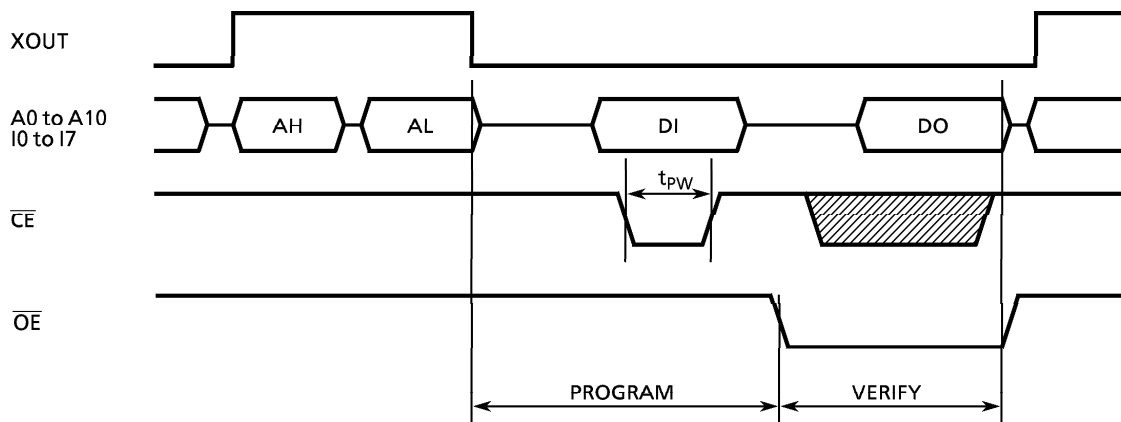 XOUT
A0 to A10
I0 to I7
AH
AL
DI
DO
tPW
CE
OE
PROGRAM
VERIFY